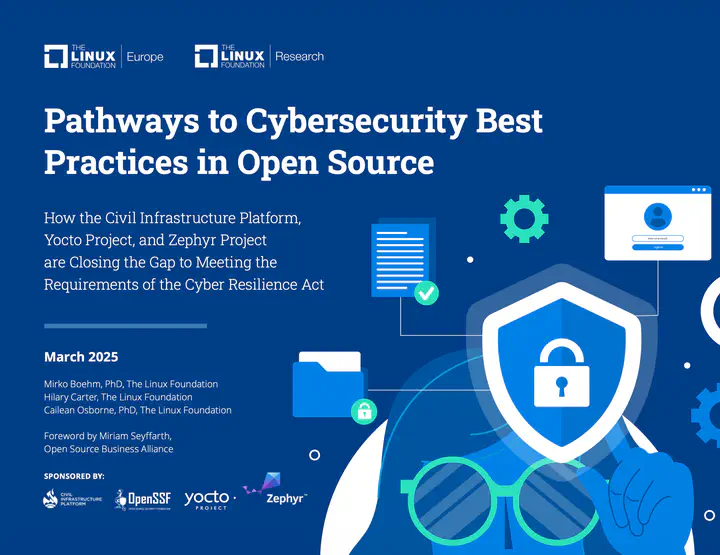 THE LINUX FOUNDATION Europe
THE LINUX FOUNDATION Research
Pathways to Cybersecurity Best
Practices in Open Source
How the Civil Infrastructure Platform,
Yocto Project, and Zephyr Project
are Closing the Gap to Meeting the
Requirements of the Cyber Resilience Act
March 2025
Mirko Boehm, PhD, The Linux Foundation
Hilary Carter, The Linux Foundation
Cailean Osborne, PhD, The Linux Foundation
Foreword by Miriam Seyffarth,
Open Source Business Alliance
SPONSORED BY:
CIVIL
INFRASTRUCTURE
PLATFORM
OpenSSF
yocto
PROJECT
Zephyr™